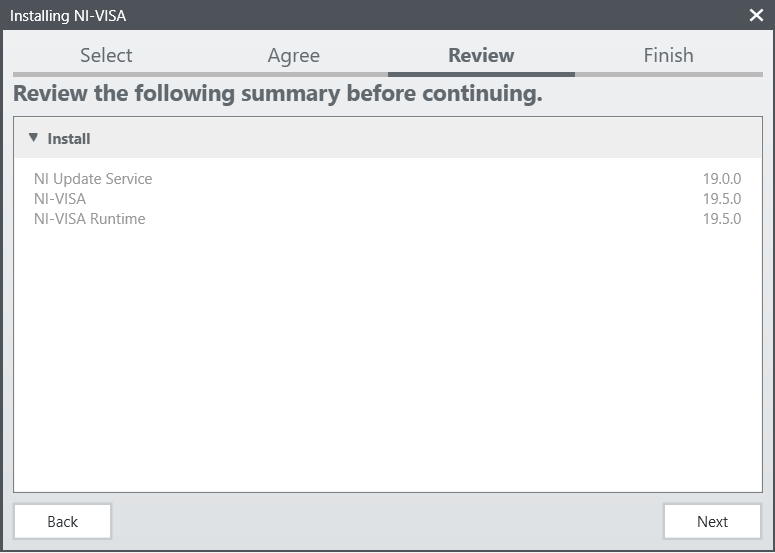 Installing NI-VISA
Select Agree Review Finish
Review the following summary before continuing.
Install
NI Update Service 19.0.0
NI-VISA 19.5.0
NI-VISA Runtime 19.5.0
Back Next